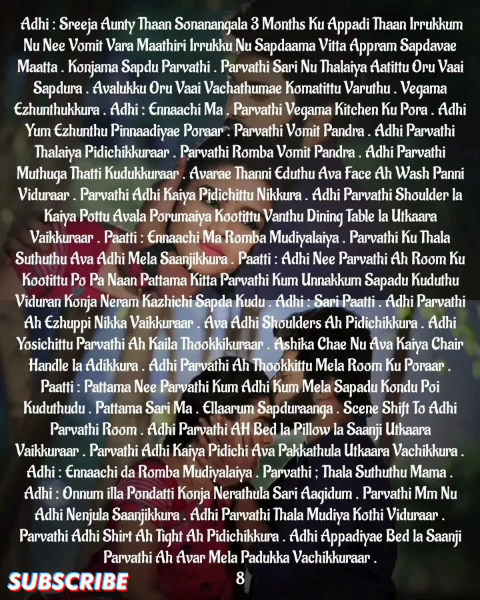 Adhi : Sreeja Aunty Thaan Sonanangala 3 Months Ku Appadi Thaan Irrukkum
Nu Nee Vomit Vara Maathiri Irrukku Nu Sapdaama Vitta Appram Sapdavae
Maatta . Konjama Sapdu Parvathi . Parvathi Sari Nu Thalaiya Aatittu Oru Vaai
Sapdura . Avalukku Oru Vaai Vachathumae Komatittu Varuthu . Vegama
Ezhunthukkura . Adhi : Ennaachi Ma . Parvathi Vegama Kitchen Ku Pora . Adhi
Yum Ezhunthu Pinnaadiyae Poraar . Parvathi Vomit Pandra . Adhi Parvathi
Thalaiya Pidichikkuraar . Parvathi Romba Vomit Pandra . Adhi Parvathi
Muthuga Thatti Kudukkuraar . Avarae Thanni Eduthu Ava Face Ah Wash Panni
Viduraar . Parvathi Adhi Kaiya Pidichittu Nikkura . Adhi Parvathi Shoulder la
Kaiya Pottu Avala Porumaiya Kootittu Vanthu Dining Table la Utkaara
Vaikkuraar . Paatti : Ennaachi Ma Romba Mudiyalaiya . Parvathi Ku Thala
Suthuthu Ava Adhi Mela Saanjikkura . Paatti : Adhi Nee Parvathi Ah Room Ku
Kootittu Po Pa Naan Pattama Kitta Parvathi Kum Unnakkum Sapadu Kuduthu
Viduran Konja Neram Kazhichi Sapda Kudu . Adhi : Sari Paatti . Adhi Parvathi
Ah Ezhuppi Nikka Vaikkuraar . Ava Adhi Shoulders Ah Pidichikkura . Adhi
Yosichittu Parvathi Ah Kaila Thookkikuraar . Ashika Chae Nu Ava Kaiya Chair
Handle la Adikkura . Adhi Parvathi Ah Thookkittu Mela Room Ku Poraar .
Paatti : Pattama Nee Parvathi Kum Adhi Kum Mela Sapadu Kondu Poi
Kuduthudu . Pattama Sari Ma . Ellaarum Sapduraanga . Scene Shift To Adhi
Parvathi Room . Adhi Parvathi AH Bed la Pillow la Saanji Utkaara
Vaikkuraar . Parvathi Adhi Kaiya Pidichi Ava Pakkathula Utkaara Vachikkura .
Adhi : Ennaachi da Romba Mudiyalaiya . Parvathi ; Thala Suthuthu Mama .
Adhi : Onnum illa Pondatti Konja Nerathula Sari Aagidum . Parvathi Mm Nu
Adhi Nenjula Saanjikkura . Adhi Parvathi Thala Mudiya Kothi Viduraar .
Parvathi Adhi Shirt Ah Tight Ah Pidichikkura . Adhi Appadiyae Bed la Saanji
Parvathi Ah Avar Mela Padukka Vachikkuraar .
SUBSCRIBE
8